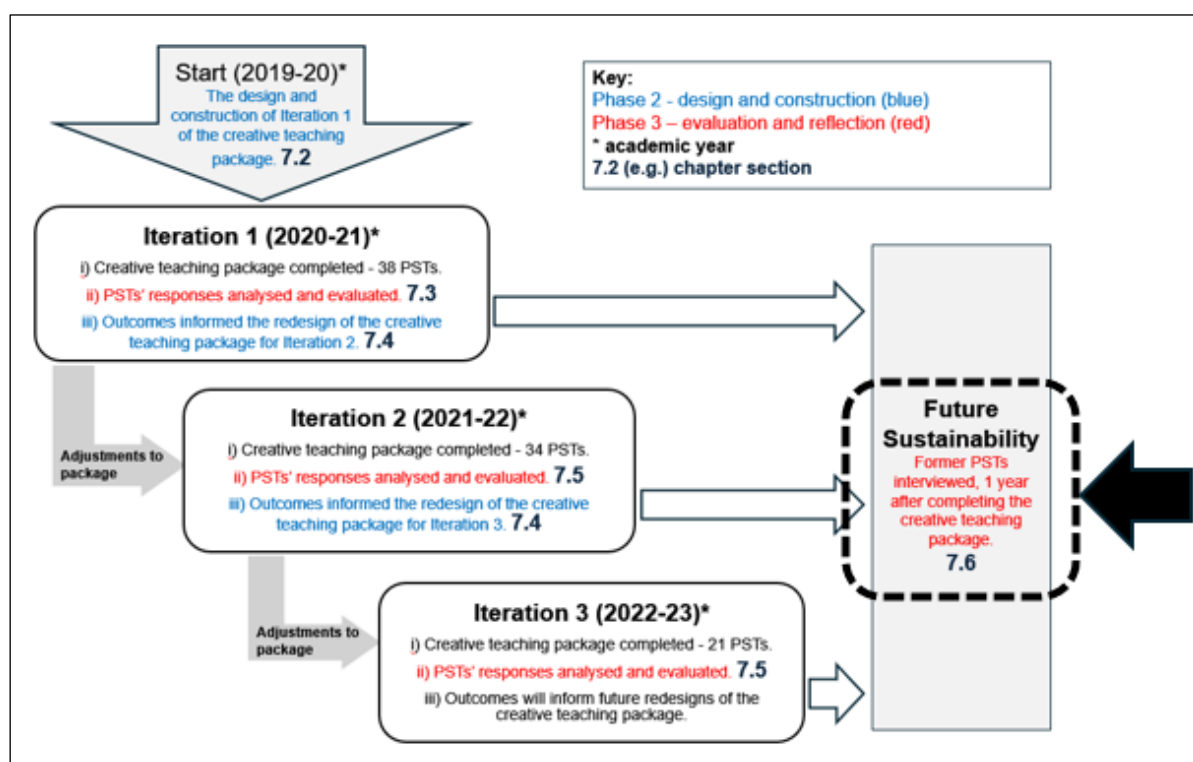 Start (2019-20)*
The design and
construction of Iteration 1
of the creative teaching
package. 7.2
Key:
Phase 2 - design and construction (blue)
Phase 3 – evaluation and reflection (red)
* academic year
7.2 (e.g.) chapter section
Iteration 1 (2020-21)*
i) Creative teaching package completed - 38 PSTs.
ii) PSTs' responses analysed and evaluated. 7.3
iii) Outcomes informed the redesign of the creative
teaching package for Iteration 2. 7.4
Adjustments to
package
Iteration 2 (2021-22)*
i) Creative teaching package completed - 34 PSTs.
ii) PSTs' responses analysed and evaluated. 7.5
iii) Outcomes informed the redesign of the creative
teaching package for Iteration 3. 7.4
Adjustments to
package
Iteration 3 (2022-23)*
i) Creative teaching package completed - 21 PSTs.
ii) PSTs' responses analysed and evaluated. 7.5
iii) Outcomes will inform future redesigns of the
creative teaching package.
Future
Sustainability
Former PSTs
interviewed, 1 year
after completing the
creative teaching
package.
7.6